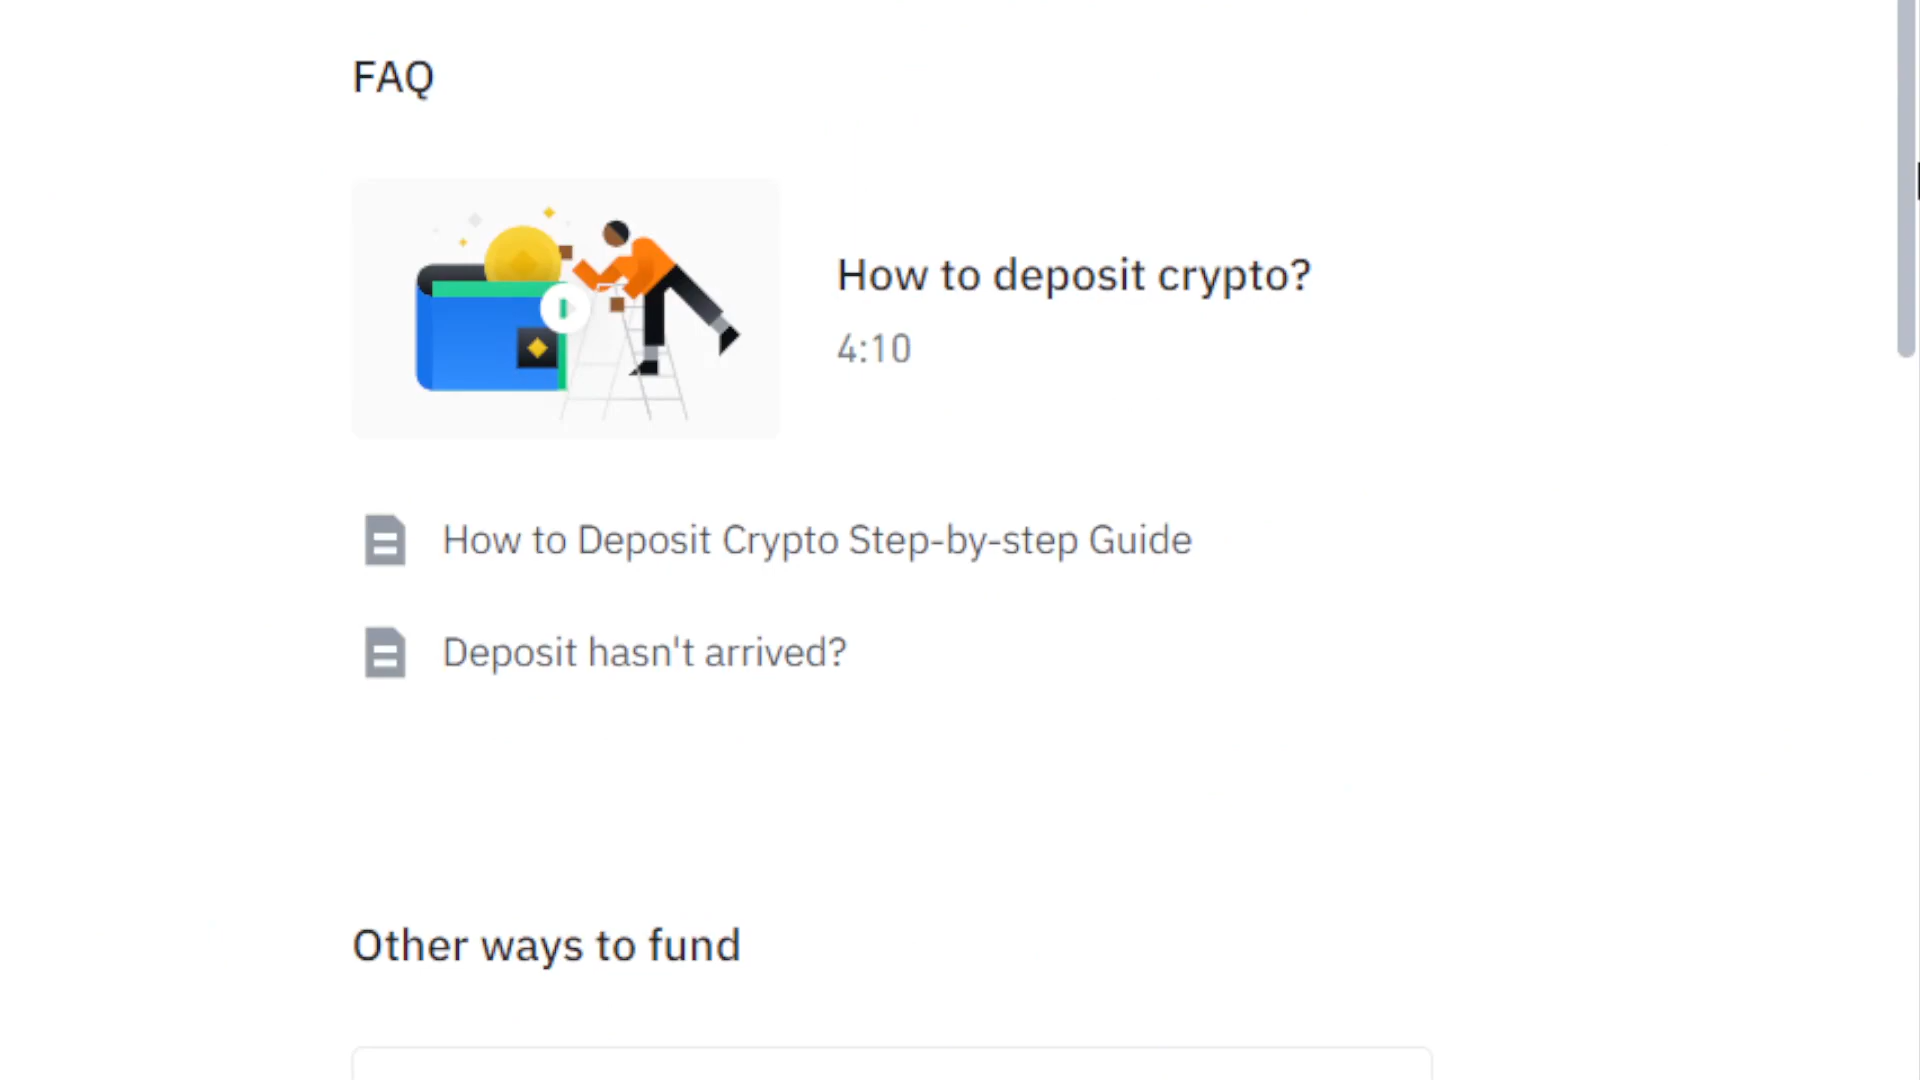 FAQ
How to deposit crypto?
4:10
How to Deposit Crypto Step-by-step Guide
Deposit hasn't arrived?
Other ways to fund